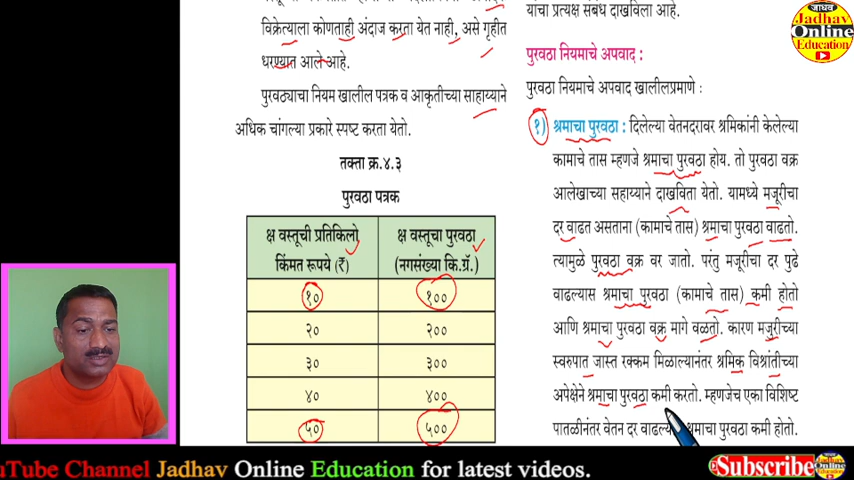 विक्रेत्याला कोणताही अंदाज करता येत नाही, असे गृहीत
धरण्यात आले आहे.
पुरवठ्याचा नियम खालील पत्रक व आकृतीच्या साहाय्याने
अधिक चांगल्या प्रकारे स्पष्ट करता येतो.
तक्ता क्र.४.३
पुरवठा पत्रक
क्ष वस्तूची प्रतिकिलो किंमत रूपये (₹)
क्ष वस्तूचा पुरवठा (नगसंख्या कि.ग्रॅ.)
१० १००
२० २००
३० ३००
४० ४००
५० ५००
याचा प्रत्यक्ष संबंध दाखविला आहे.
पुरवठा नियमाचे अपवाद :
पुरवठा नियमाचे अपवाद खालीलप्रमाणे :
१) श्रमाचा पुरवठा : दिलेल्या वेतनदरावर श्रमिकांनी केलेल्या
कामाचे तास म्हणजे श्रमाचा पुरवठा होय. तो पुरवठा वक्र
आलेखाच्या सहाय्याने दाखविता येतो. यामध्ये मजूरीचा
दर वाढत असताना (कामाचे तास) श्रमाचा पुरवठा वाढतो.
त्यामुळे पुरवठा वक्र वर जातो. परंतु मजूरीचा दर पुढे
वाढल्यास श्रमाचा पुरवठा (कामाचे तास) कमी होतो
आणि श्रमाचा पुरवठा वक्र मागे वळतो. कारण मजुरीच्या
स्वरुपात जास्त रक्कम मिळाल्यानंतर श्रमिक विश्रांतीच्या
अपेक्षेने श्रमाचा पुरवठा कमी करतो. म्हणजेच एका विशिष्ट
पातळीनंतर वेतन दर वाढल्यास श्रमाचा पुरवठा कमी होतो.
जाधव
Jadhav
Online
Education
uTube Channel Jadhav Online Education for latest videos.
Subscribe